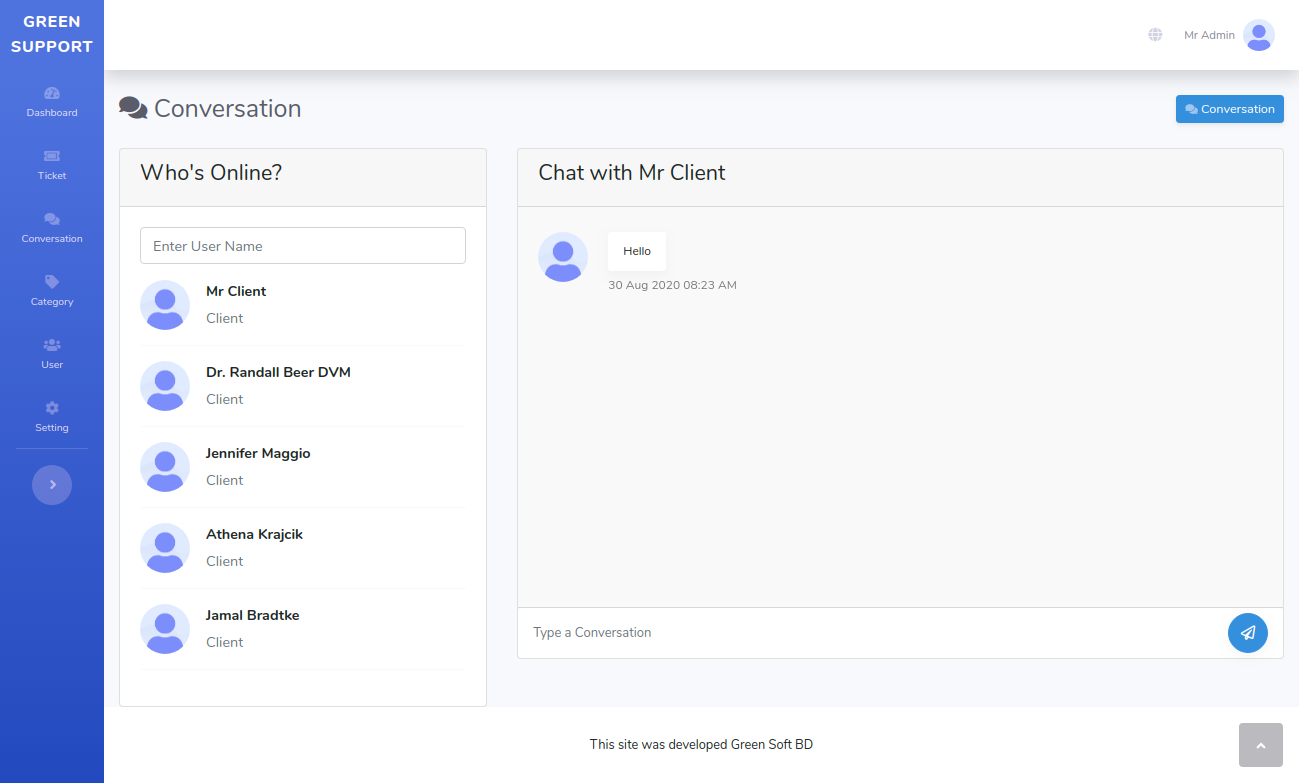 GREEN
SUPPORT
Dashboard
Ticket
Conversation
Category
User
Setting
Mr Admin
Conversation
Conversation
Who's Online?
Enter User Name
Mr Client
Client
Dr. Randall Beer DVM
Client
Jennifer Maggio
Client
Athena Krajcik
Client
Jamal Bradtke
Client
Chat with Mr Client
Hello
30 Aug 2020 08:23 AM
Type a Conversation
This site was developed Green Soft BD